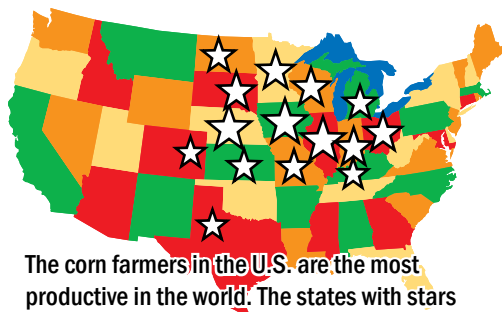 The corn farmers in the U.S. are the most
productive in the world. The states with stars